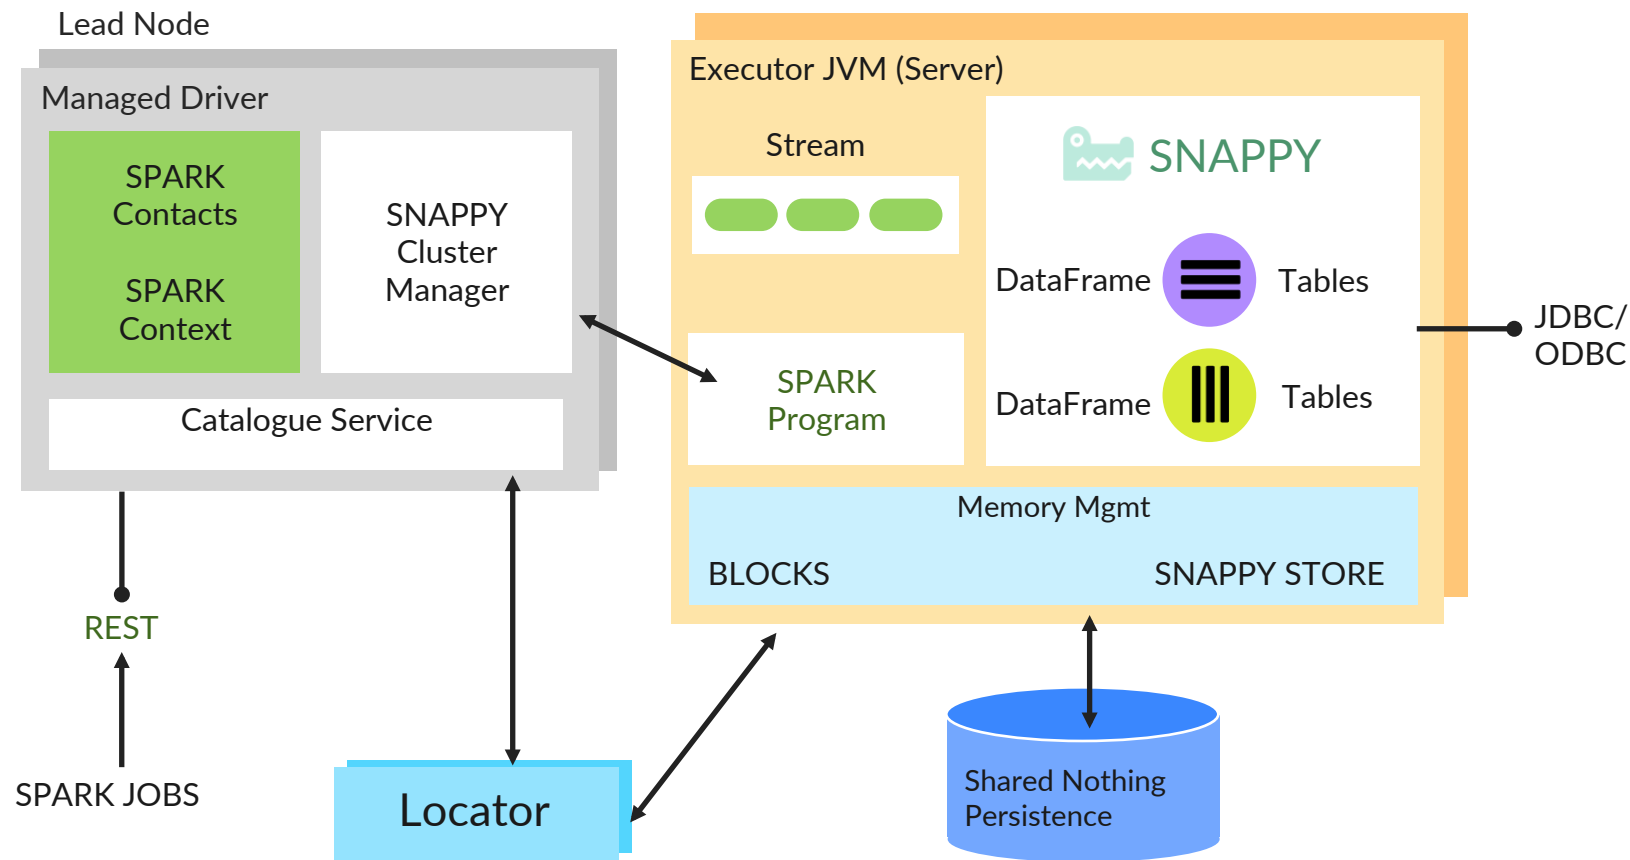 Lead Node
Managed Driver
SPARK
Contacts
SPARK
Context
SNAPPY
Cluster
Manager
Catalogue Service
REST
SPARK JOBS
Locator
Executor JVM (Server)
Stream
SPARK
Program
SNAPPY
DataFrame
Tables
DataFrame
Tables
JDBC/
ODBC
Memory Mgmt
BLOCKS
SNAPPY STORE
Shared Nothing
Persistence